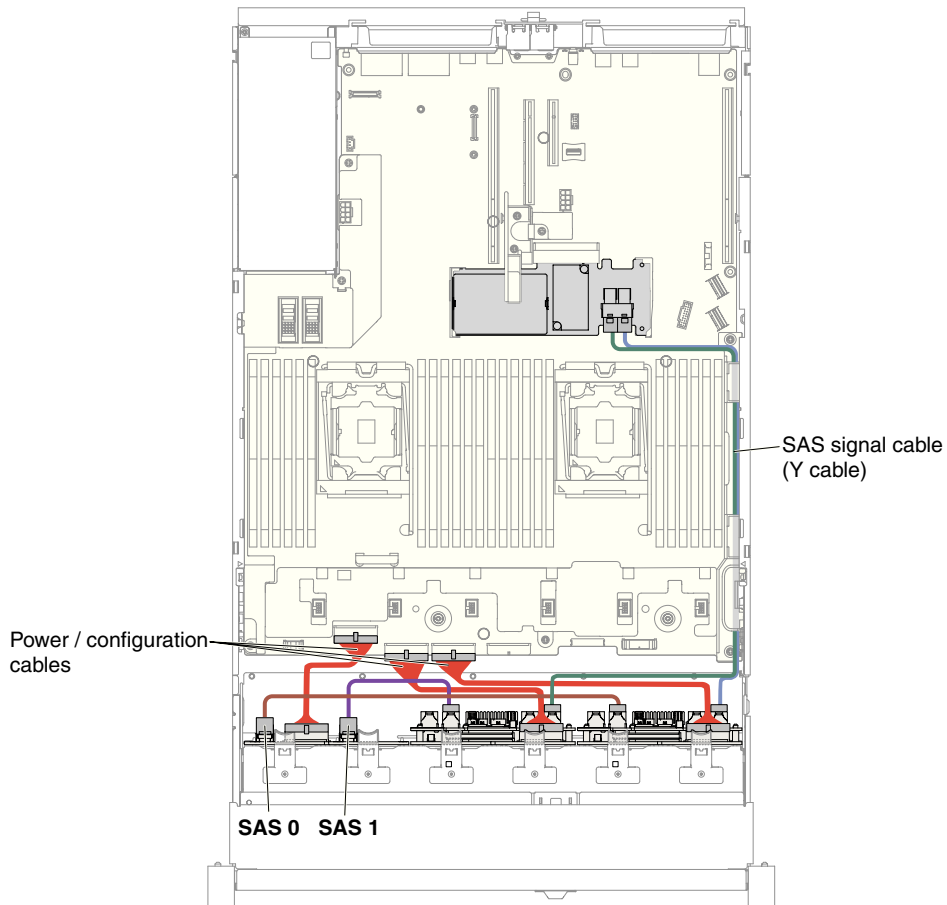 SAS signal cable
(Y cable)
Power / configuration
cables
SAS 0 SAS 1